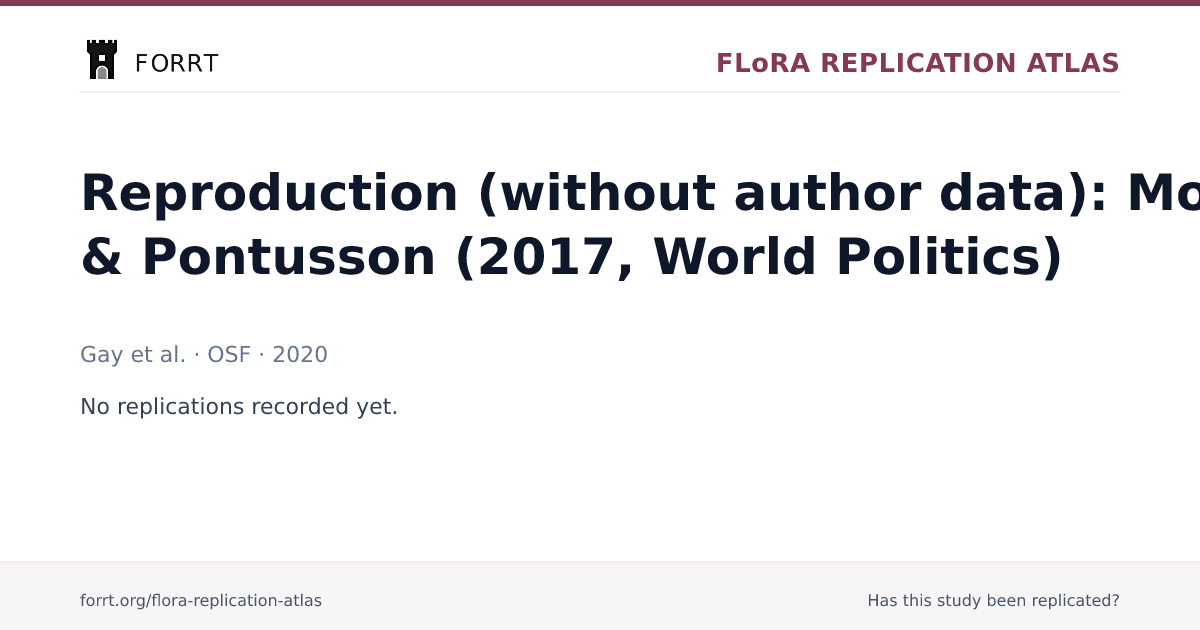 FORRT
FLoRA REPLICATION ATLAS
Reproduction (without author data):
& Pontusson (2017, World Politics)
Gay et al. · OSF · 2020
No replications recorded yet.
forrt.org/flora-replication-atlas
Has this study been replicated?